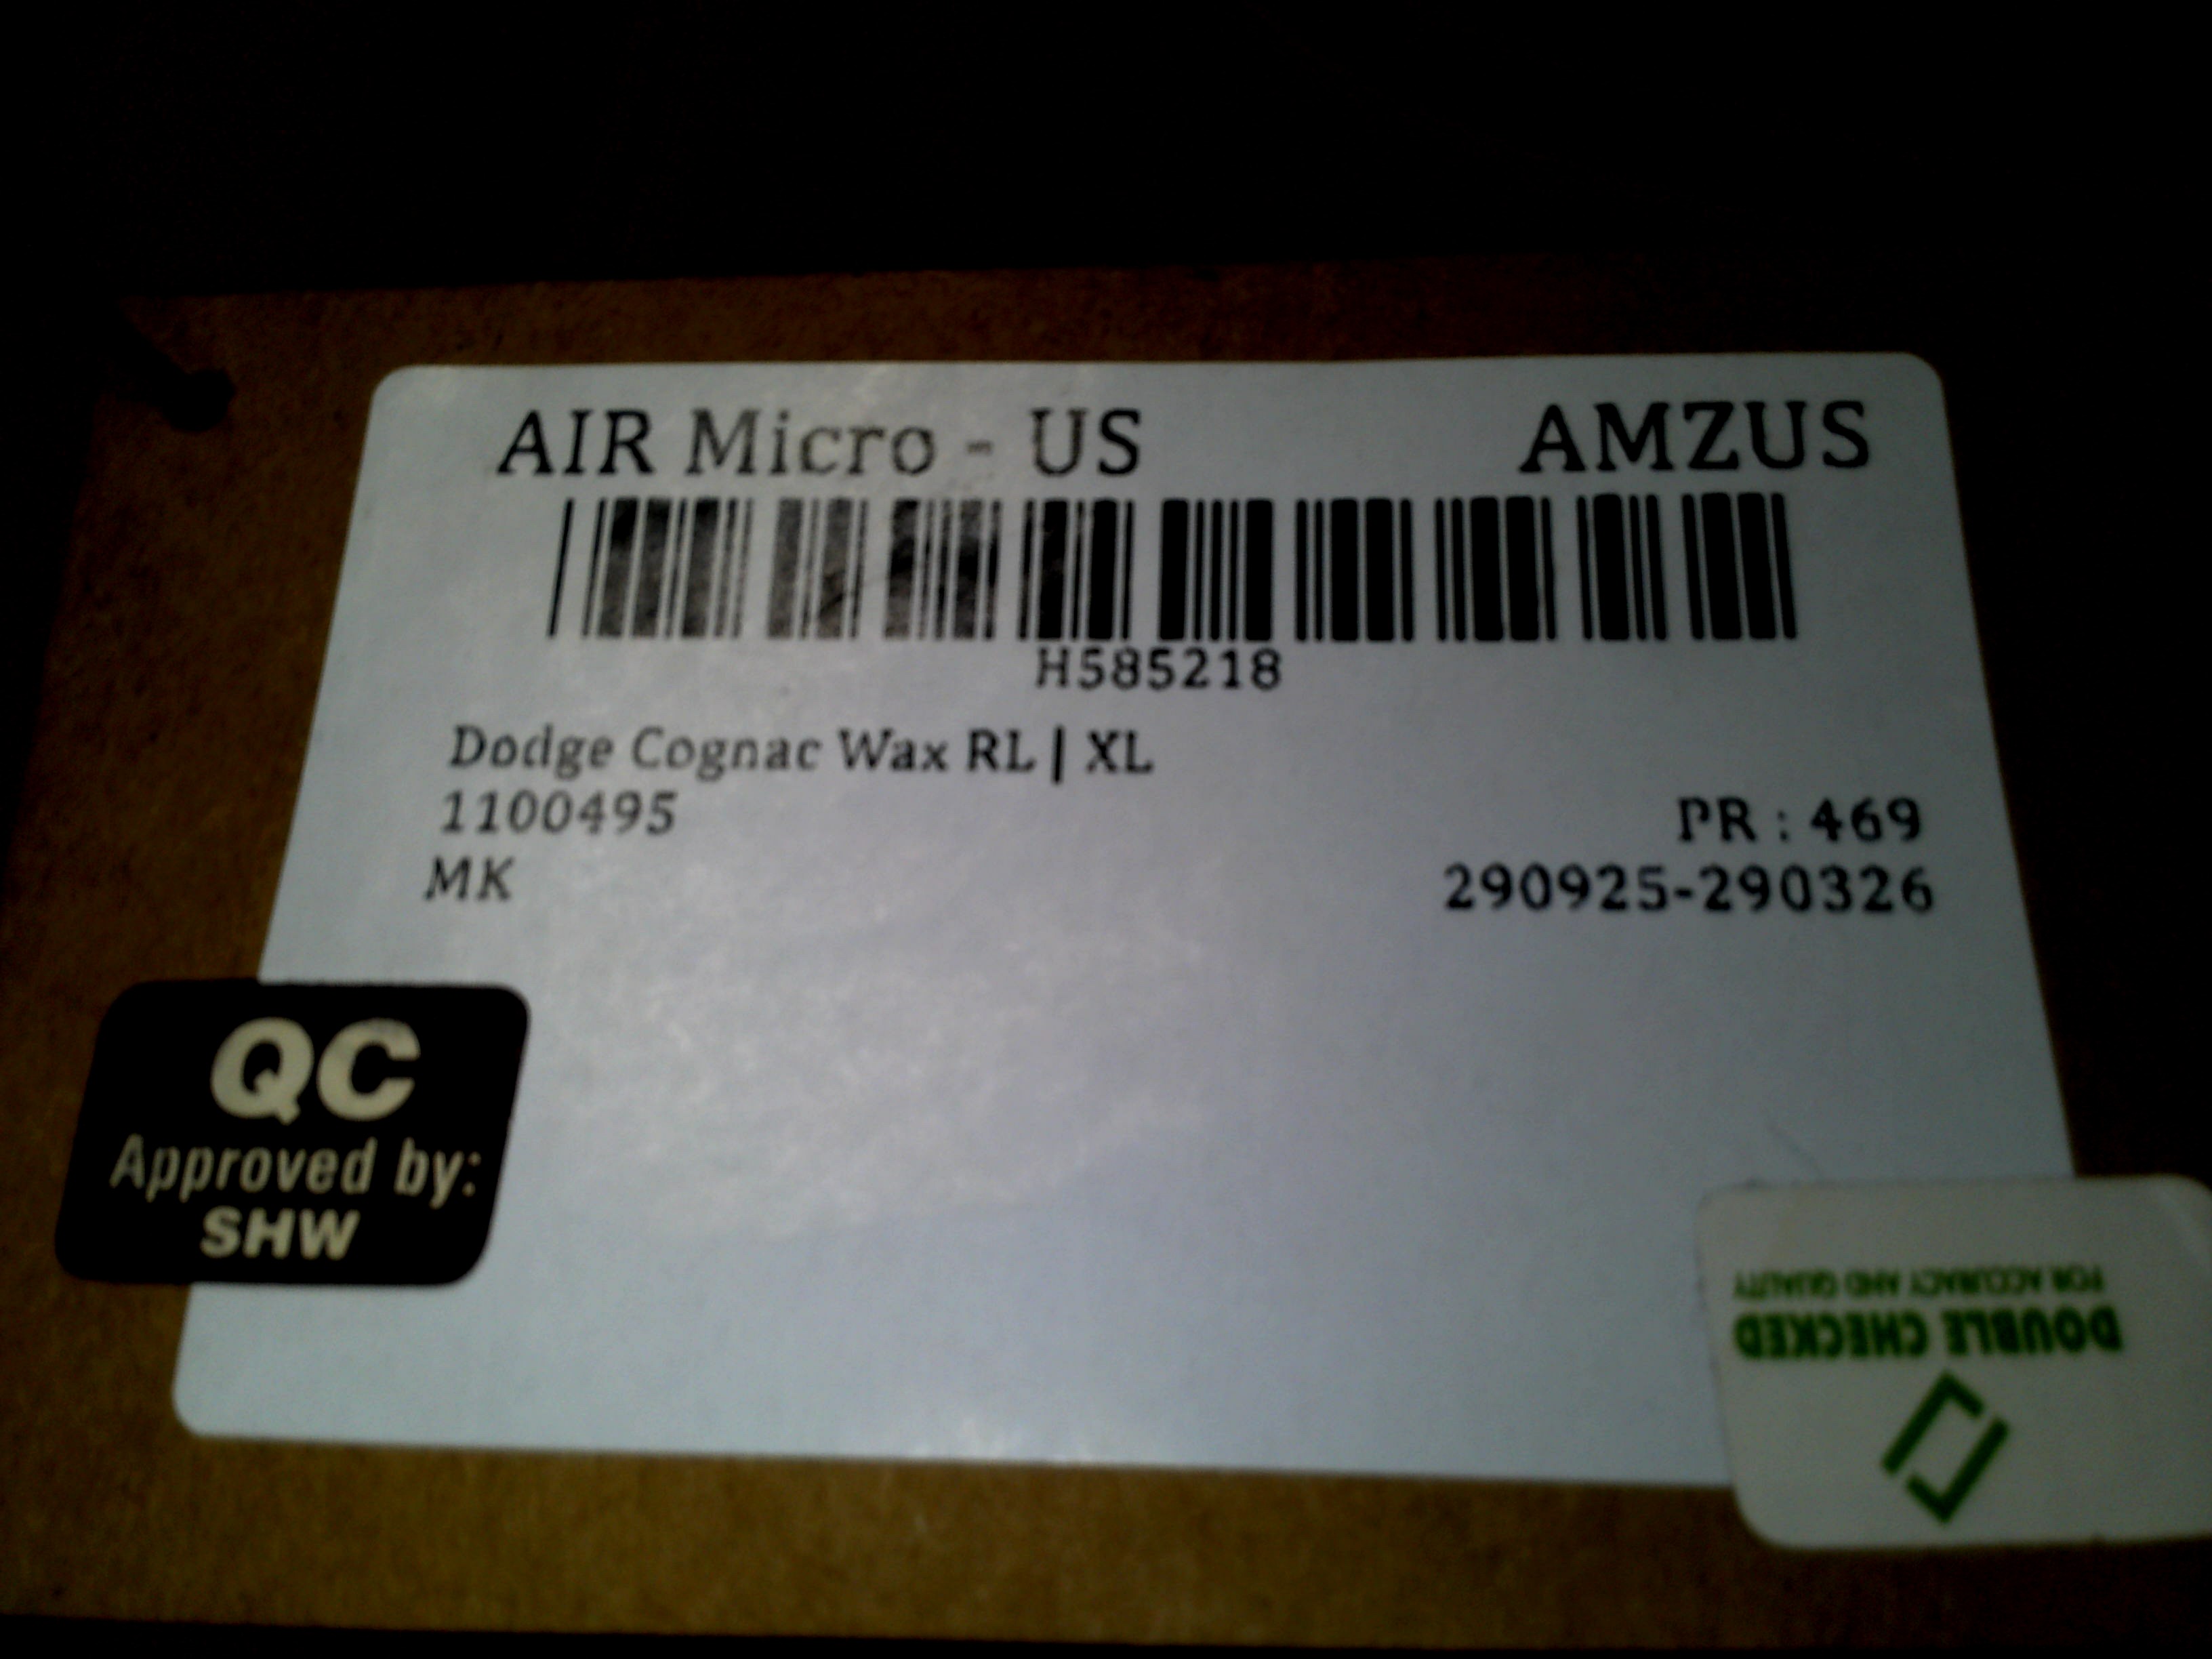 AIR Micro - US
AMZUS
H585218
Dodge Cognac Wax RL | XL
1100495
PR : 469
MK
290925-290326
QC
Approved by:
SHW
DOUBLE CHECKED
FOR ACCURACY AND QUALITY